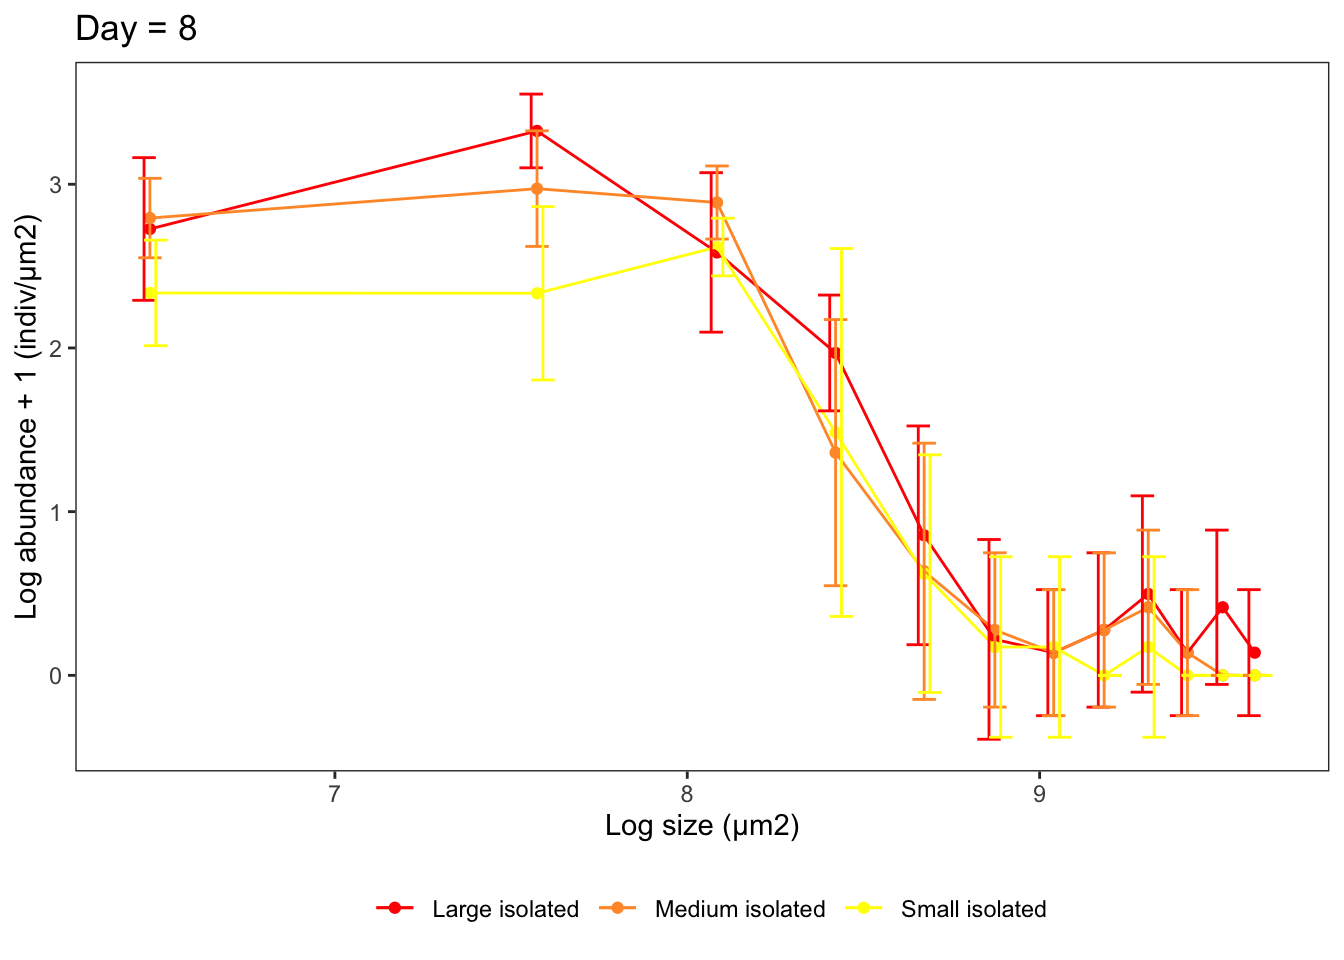 Day = 8
Log abundance + 1 (indiv/µm2)
3
2
1
0
7 8 9
Log size (µm2)
Large isolated Medium isolated Small isolated